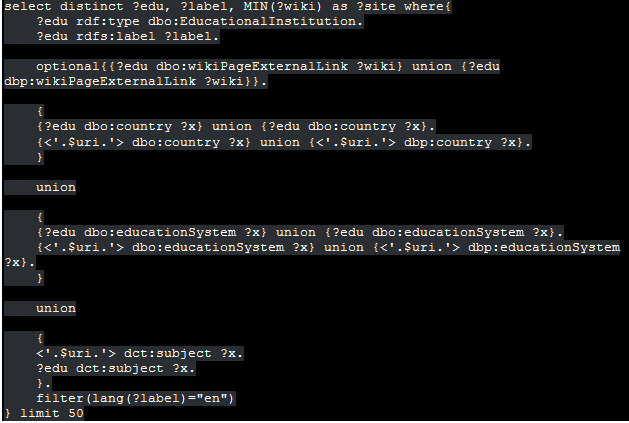 select distinct ?edu, ?label, MIN(?wiki) as ?site where{
?edu rdf:type dbo:EducationalInstitution.
?edu rdfs:label ?label.
optional{{?edu dbo:wikiPageExternalLink ?wiki} union {?edu
dbp:wikiPageExternalLink ?wiki}}.
{
{?edu dbo:country ?x} union {?edu dbo:country ?x}.
{<'.$uri.'> dbo:country ?x} union {<'.$uri.'> dbp:country ?x}.
}
union
{
{?edu dbo:educationSystem ?x} union {?edu dbo:educationSystem ?x}.
{<'.$uri.'> dbo:educationSystem ?x} union {<'.$uri.'> dbp:educationSystem
?x}.
}
union
{
<'.$uri.'> dct:subject ?x.
?edu dct:subject ?x.
}.
filter(lang(?label)="en")
} limit 50